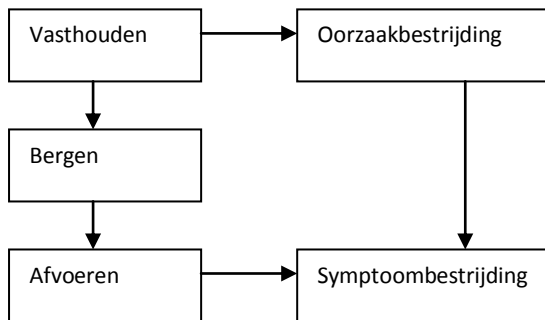 Vasthouden
Oorzaakbestrijding
Bergen
Afvoeren
Symptoombestrijding